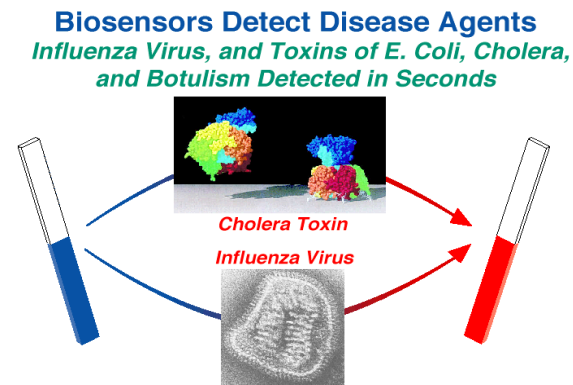 Biosensors Detect Disease Agents
Influenza Virus, and Toxins of E. Coli, Cholera,
and Botulism Detected in Seconds
Cholera Toxin
Influenza Virus